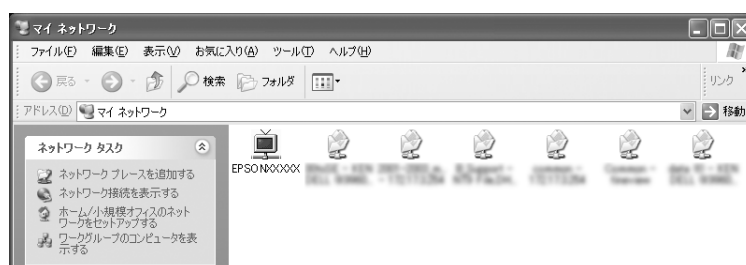 マイ ネットワーク
ファイル(F) 編集(E) 表示(V) お気に入り(A) ツール(T) ヘルプ(H)
戻る 検索 フォルダ リンク »
アドレス(D) マイ ネットワーク 移動
ネットワーク タスク
ネットワーク プレースを追加する
ネットワーク接続を表示する
ホーム/小規模オフィスのネット
ワークをセットアップする
ワークグループのコンピュータを表
示する
EPSONXXXXX